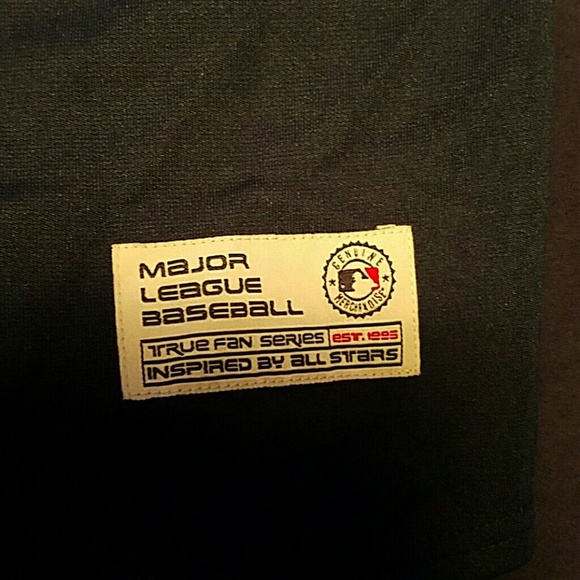 Major
League
Baseball
GENUINE
MERCHANDISE
True Fan Series est. 1995
Inspired by All Stars